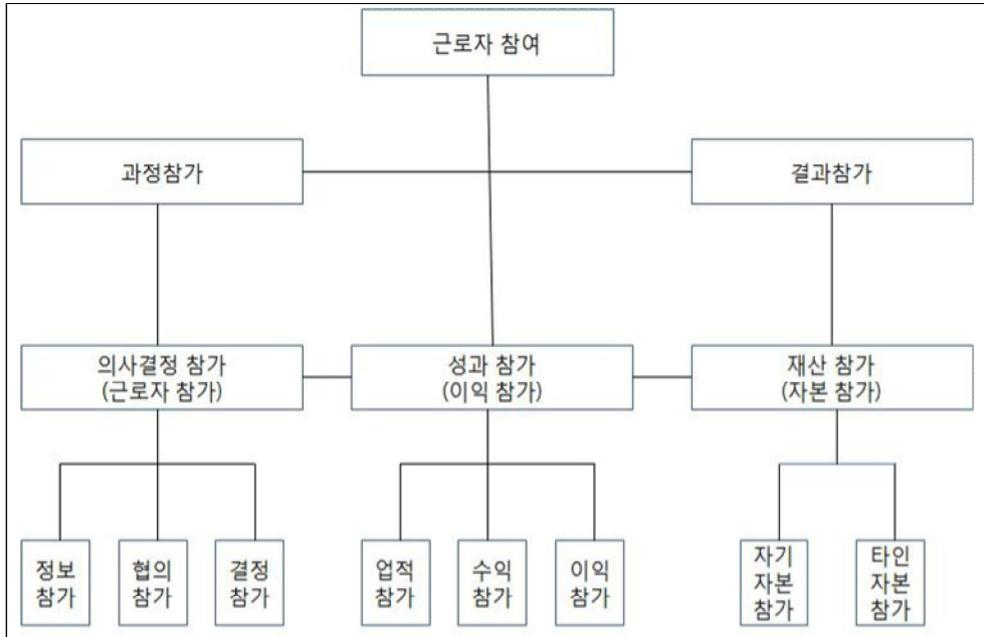 근로자 참여
과정참가
결과참가
의사결정 참가
(근로자 참가)
성과 참가
(이익 참가)
재산 참가
(자본 참가)
정보
참가
협의
참가
결정
참가
업적
참가
수익
참가
이익
참가
자기
자본
참가
타인
자본
참가